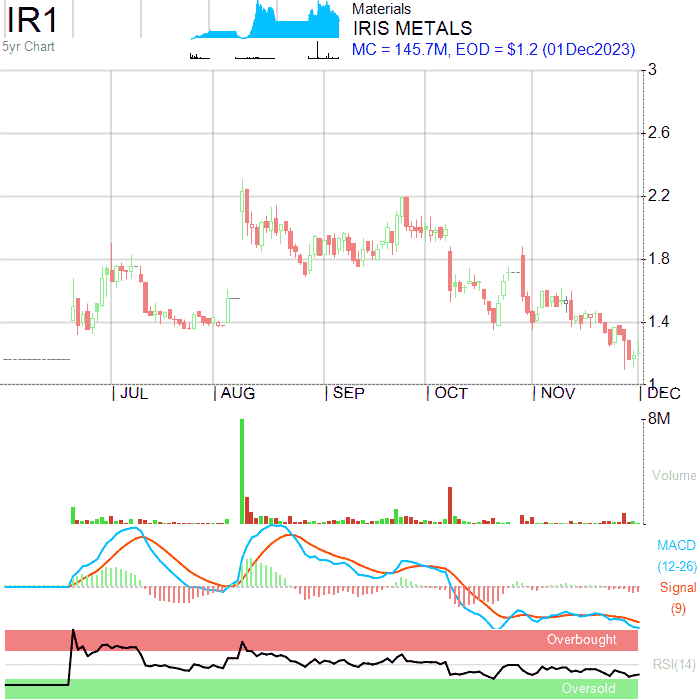 IR1
5yr Chart
Materials
IRIS METALS
MC = 145.7M, EOD = $1.2 (01Dec2023)
3
2.6
2.2
1.8
1.4
1
JUL AUG SEP OCT NOV DEC
8M
Volume
MACD
(12-26)
Signal
(9)
Overbought
RSI(14)
Oversold